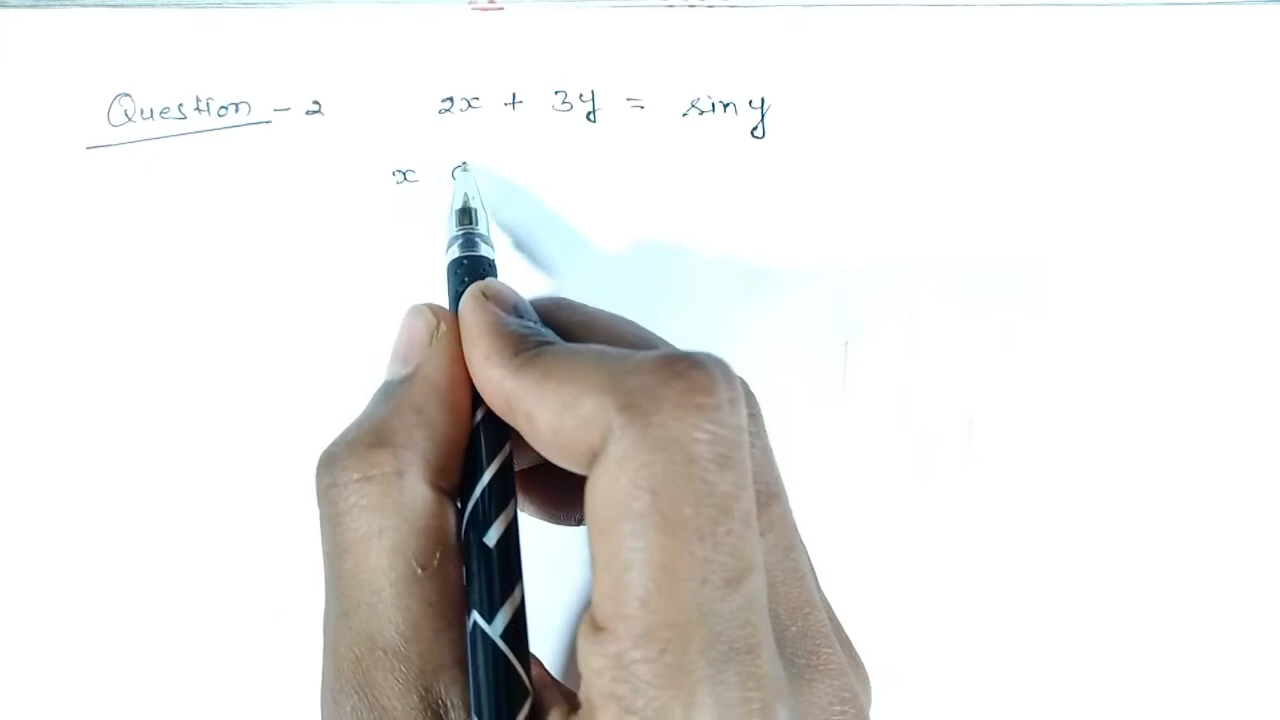 Question - 2 2x + 3y = sin y
x